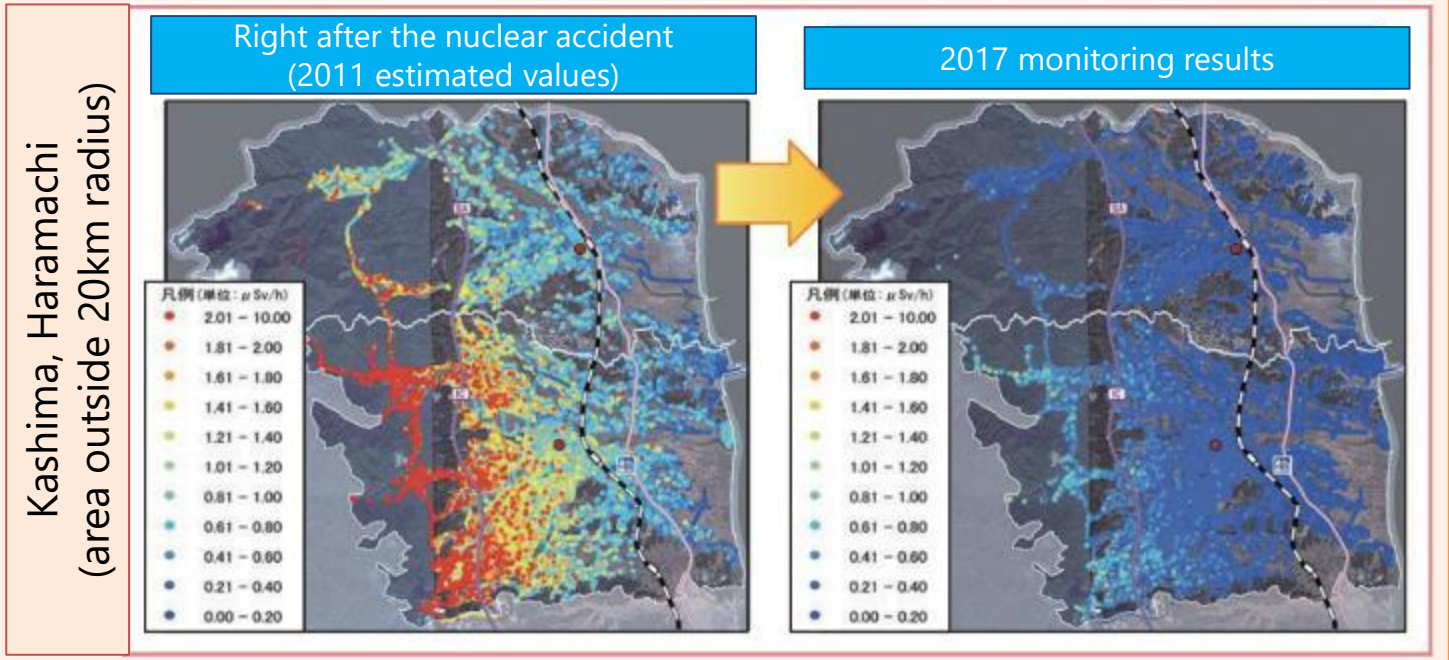 Kashima, Haramachi
(area outside 20km radius)
Right after the nuclear accident
(2011 estimated values)
2017 monitoring results
凡例(単位:μSv/h)
2.01 - 10.00
1.81 - 2.00
1.61 - 1.80
1.41 - 1.60
1.21 - 1.40
1.01 - 1.20
0.81 - 1.00
0.61 - 0.80
0.41 - 0.60
0.21 - 0.40
0.00 - 0.20
SA
IC
凡例(単位:μSv/h)
2.01 - 10.00
1.81 - 2.00
1.61 - 1.80
1.41 - 1.60
1.21 - 1.40
1.01 - 1.20
0.81 - 1.00
0.61 - 0.80
0.41 - 0.60
0.21 - 0.40
0.00 - 0.20
SA
IC